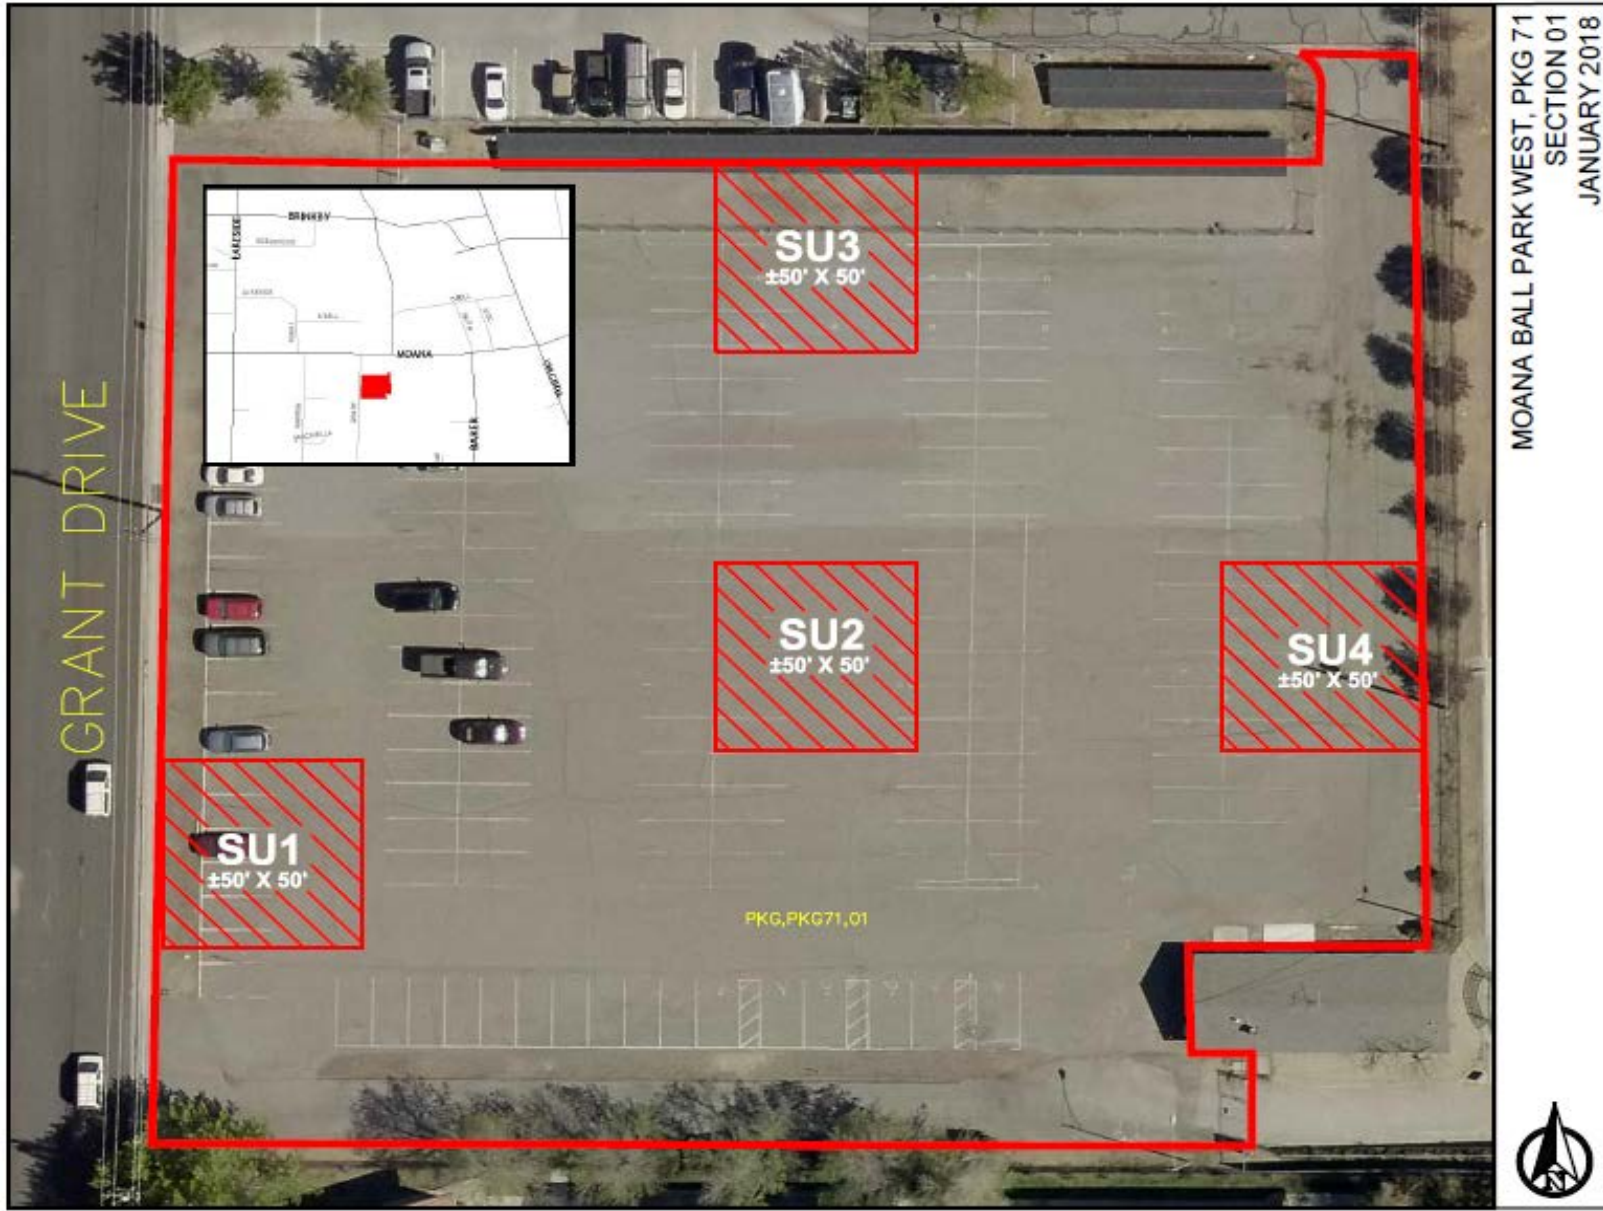 MOANA BALL PARK WEST, PKG 71
SECTION 01
JANUARY 2018
GRANT DRIVE
BRINKBY
LAKESIDE
MOANA
BAKER
SU3
±50' X 50'
SU2
±50' X 50'
SU4
±50' X 50'
SU1
±50' X 50'
PKG,PKG71,01
N